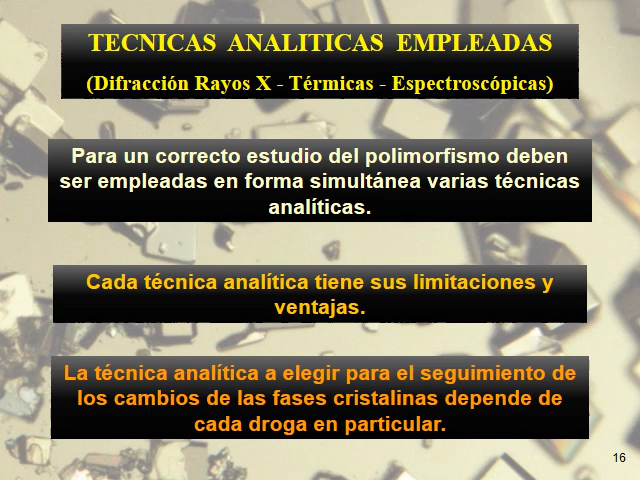 TECNICAS ANALITICAS EMPLEADAS
(Difracción Rayos X - Térmicas - Espectroscópicas)
Para un correcto estudio del polimorfismo deben
ser empleadas en forma simultánea varias técnicas
analíticas.
Cada técnica analítica tiene sus limitaciones y
ventajas.
La técnica analítica a elegir para el seguimiento de
los cambios de las fases cristalinas depende de
cada droga en particular.
16